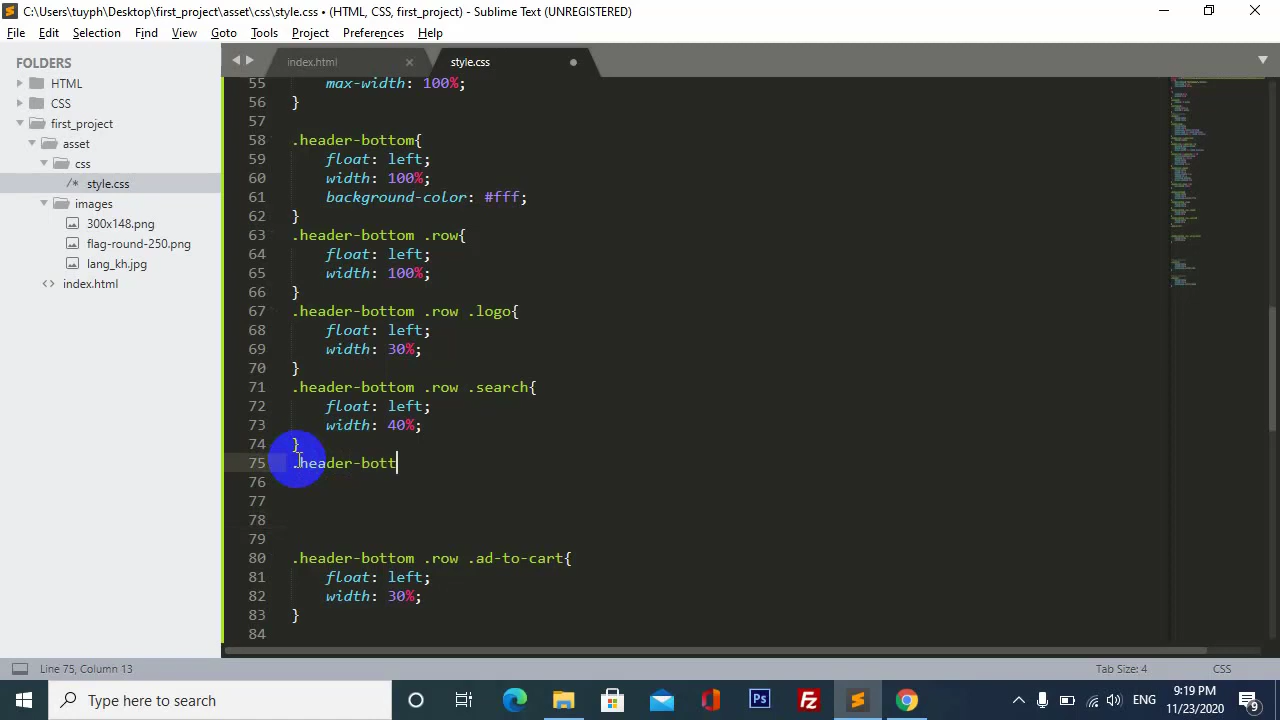 C:\Users\tuyph\Desktop\first_project\asset\css\style.css • (HTML, CSS, first_project) - Sublime Text (UNREGISTERED)
File Edit Selection Find View Goto Tools Project Preferences Help
FOLDERS
HTML
CSS
first_project
asset
css
/* style.css
images
300x148.png
flag-round-250.png
lang_kh.jpg
<> index.html
index.html × style.css
55 max-width: 100%;
56 }
57
58 .header-bottom{
59 float: left;
60 width: 100%;
61 background-color: #fff;
62 }
63 .header-bottom .row{
64 float: left;
65 width: 100%;
66 }
67 .header-bottom .row .logo{
68 float: left;
69 width: 30%;
70 }
71 .header-bottom .row .search{
72 float: left;
73 width: 40%;
74 }
75 .header-bott
76
77
78
79
80 .header-bottom .row .ad-to-cart{
81 float: left;
82 width: 30%;
83 }
84
Line 75, Column 13
Tab Size: 4
CSS
Type here to search
Ps
Fz
ENG
9:19 PM
11/23/2020
9